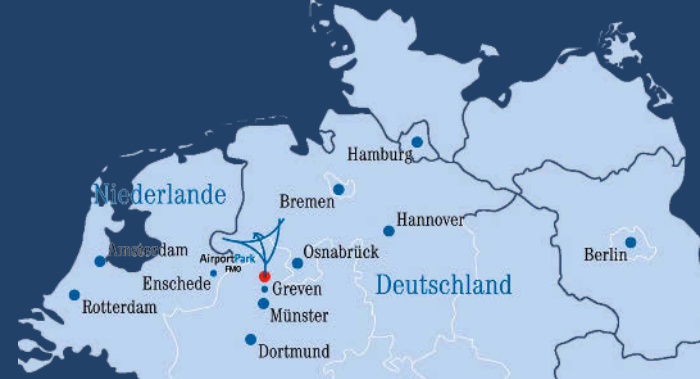 Hamburg
Niederlande
Bremen
Hannover
Amsterdam
Osnabrück
Berlin
AirportPark
FMO
Enschede
Greven
Deutschland
Rotterdam
Münster
Dortmund